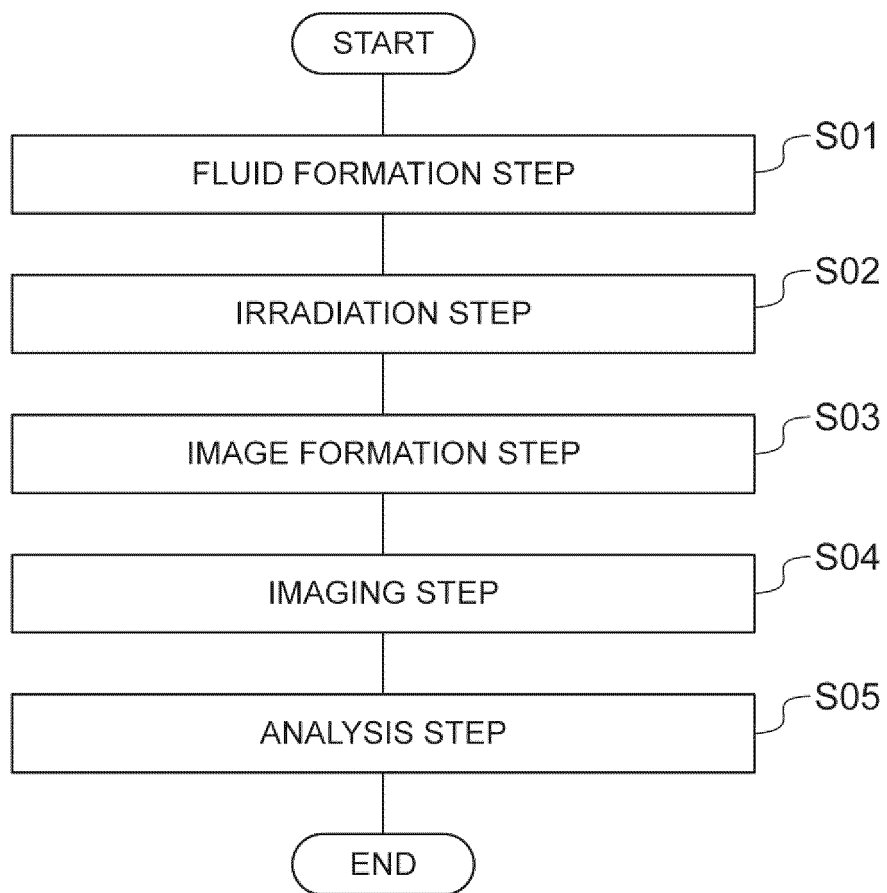 START
FLUID FORMATION STEP
S01
IRRADIATION STEP
S02
IMAGE FORMATION STEP
S03
IMAGING STEP
S04
ANALYSIS STEP
S05
END